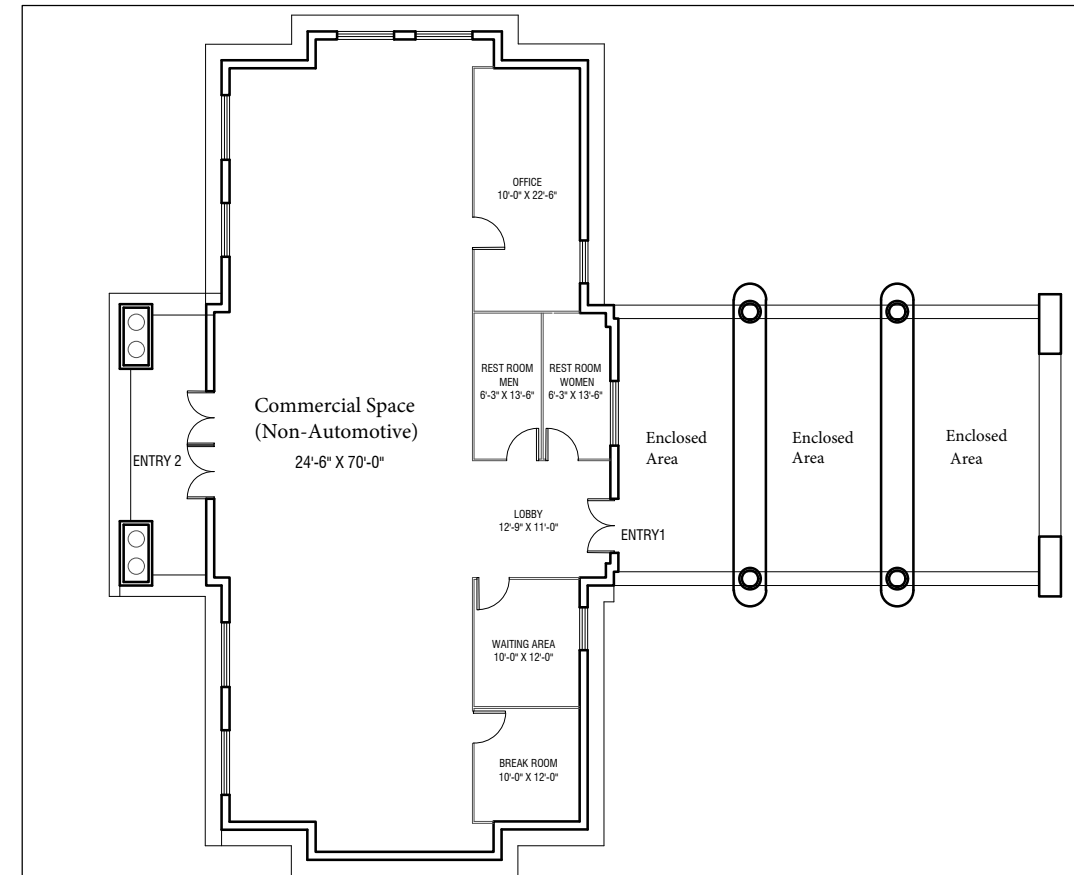 OFFICE
10'-0" X 22'-6"
REST ROOM
MEN
6'-3" X 13'-6"
REST ROOM
WOMEN
6'-3" X 13'-6"
Commercial Space
(Non-Automotive)
24'-6" X 70'-0"
ENTRY 2
Enclosed
Area
Enclosed
Area
Enclosed
Area
LOBBY
12'-9" X 11'-0"
ENTRY1
WAITING AREA
10'-0" X 12'-0"
BREAK ROOM
10'-0" X 12'-0"